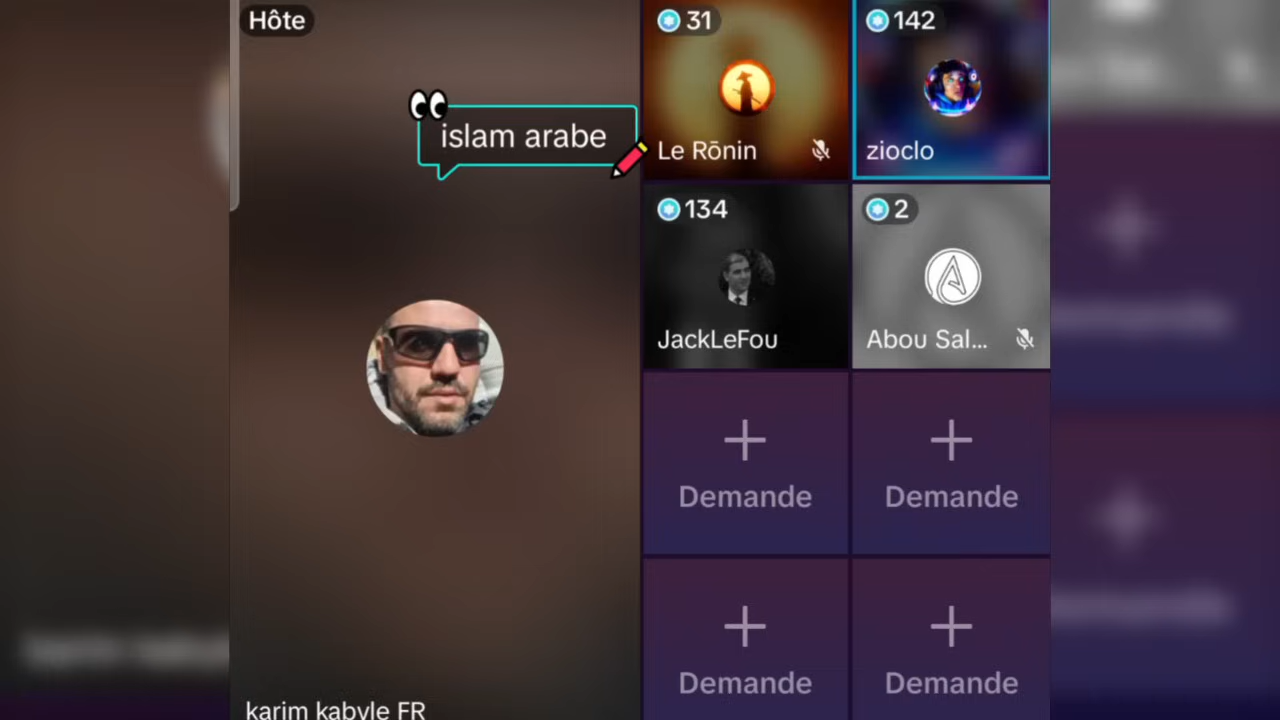 Hôte
islam arabe
karim kabyle FR
31
Le Rōnin
142
zioclo
134
JackLeFou
2
Abou Sal...
Demande
Demande
Demande
Demande